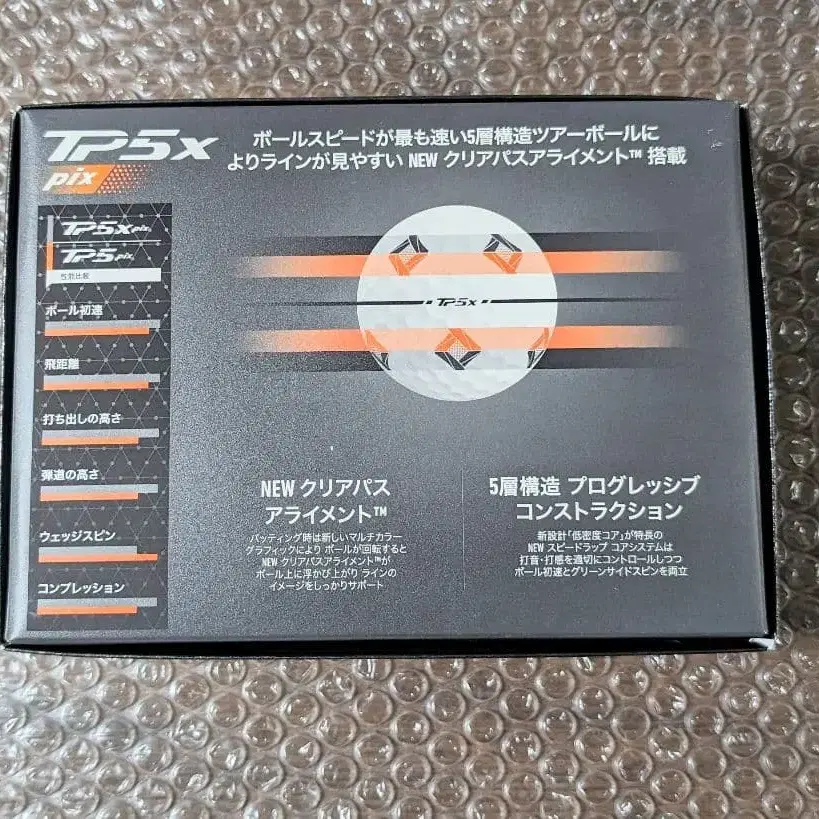 TP5x
pix
ボールスピードが最も速い5層構造ツアーボールに
よりラインが見やすい NEW クリアパスアライメント™ 搭載
TP5x pix
TP5 pix
性能比較
ボール初速
飛距離
打ち出しの高さ
弾道の高さ
ウェッジスピン
コンプレッション
TP5x
NEW クリアパス
アライメント™
パッティング時は新しいマルチカラー
グラフィックにより ボールが回転すると
NEW クリアパスアライメント™が
ボール上に浮かび上がり ラインの
イメージをしっかりサポート
5層構造 プログレッシブ
コンストラクション
新設計「低密度コア」が特長の
NEW スピードラップ コアシステムは
打音・打感を適切にコントロールしつつ
ボール初速とグリーンサイドスピンを両立